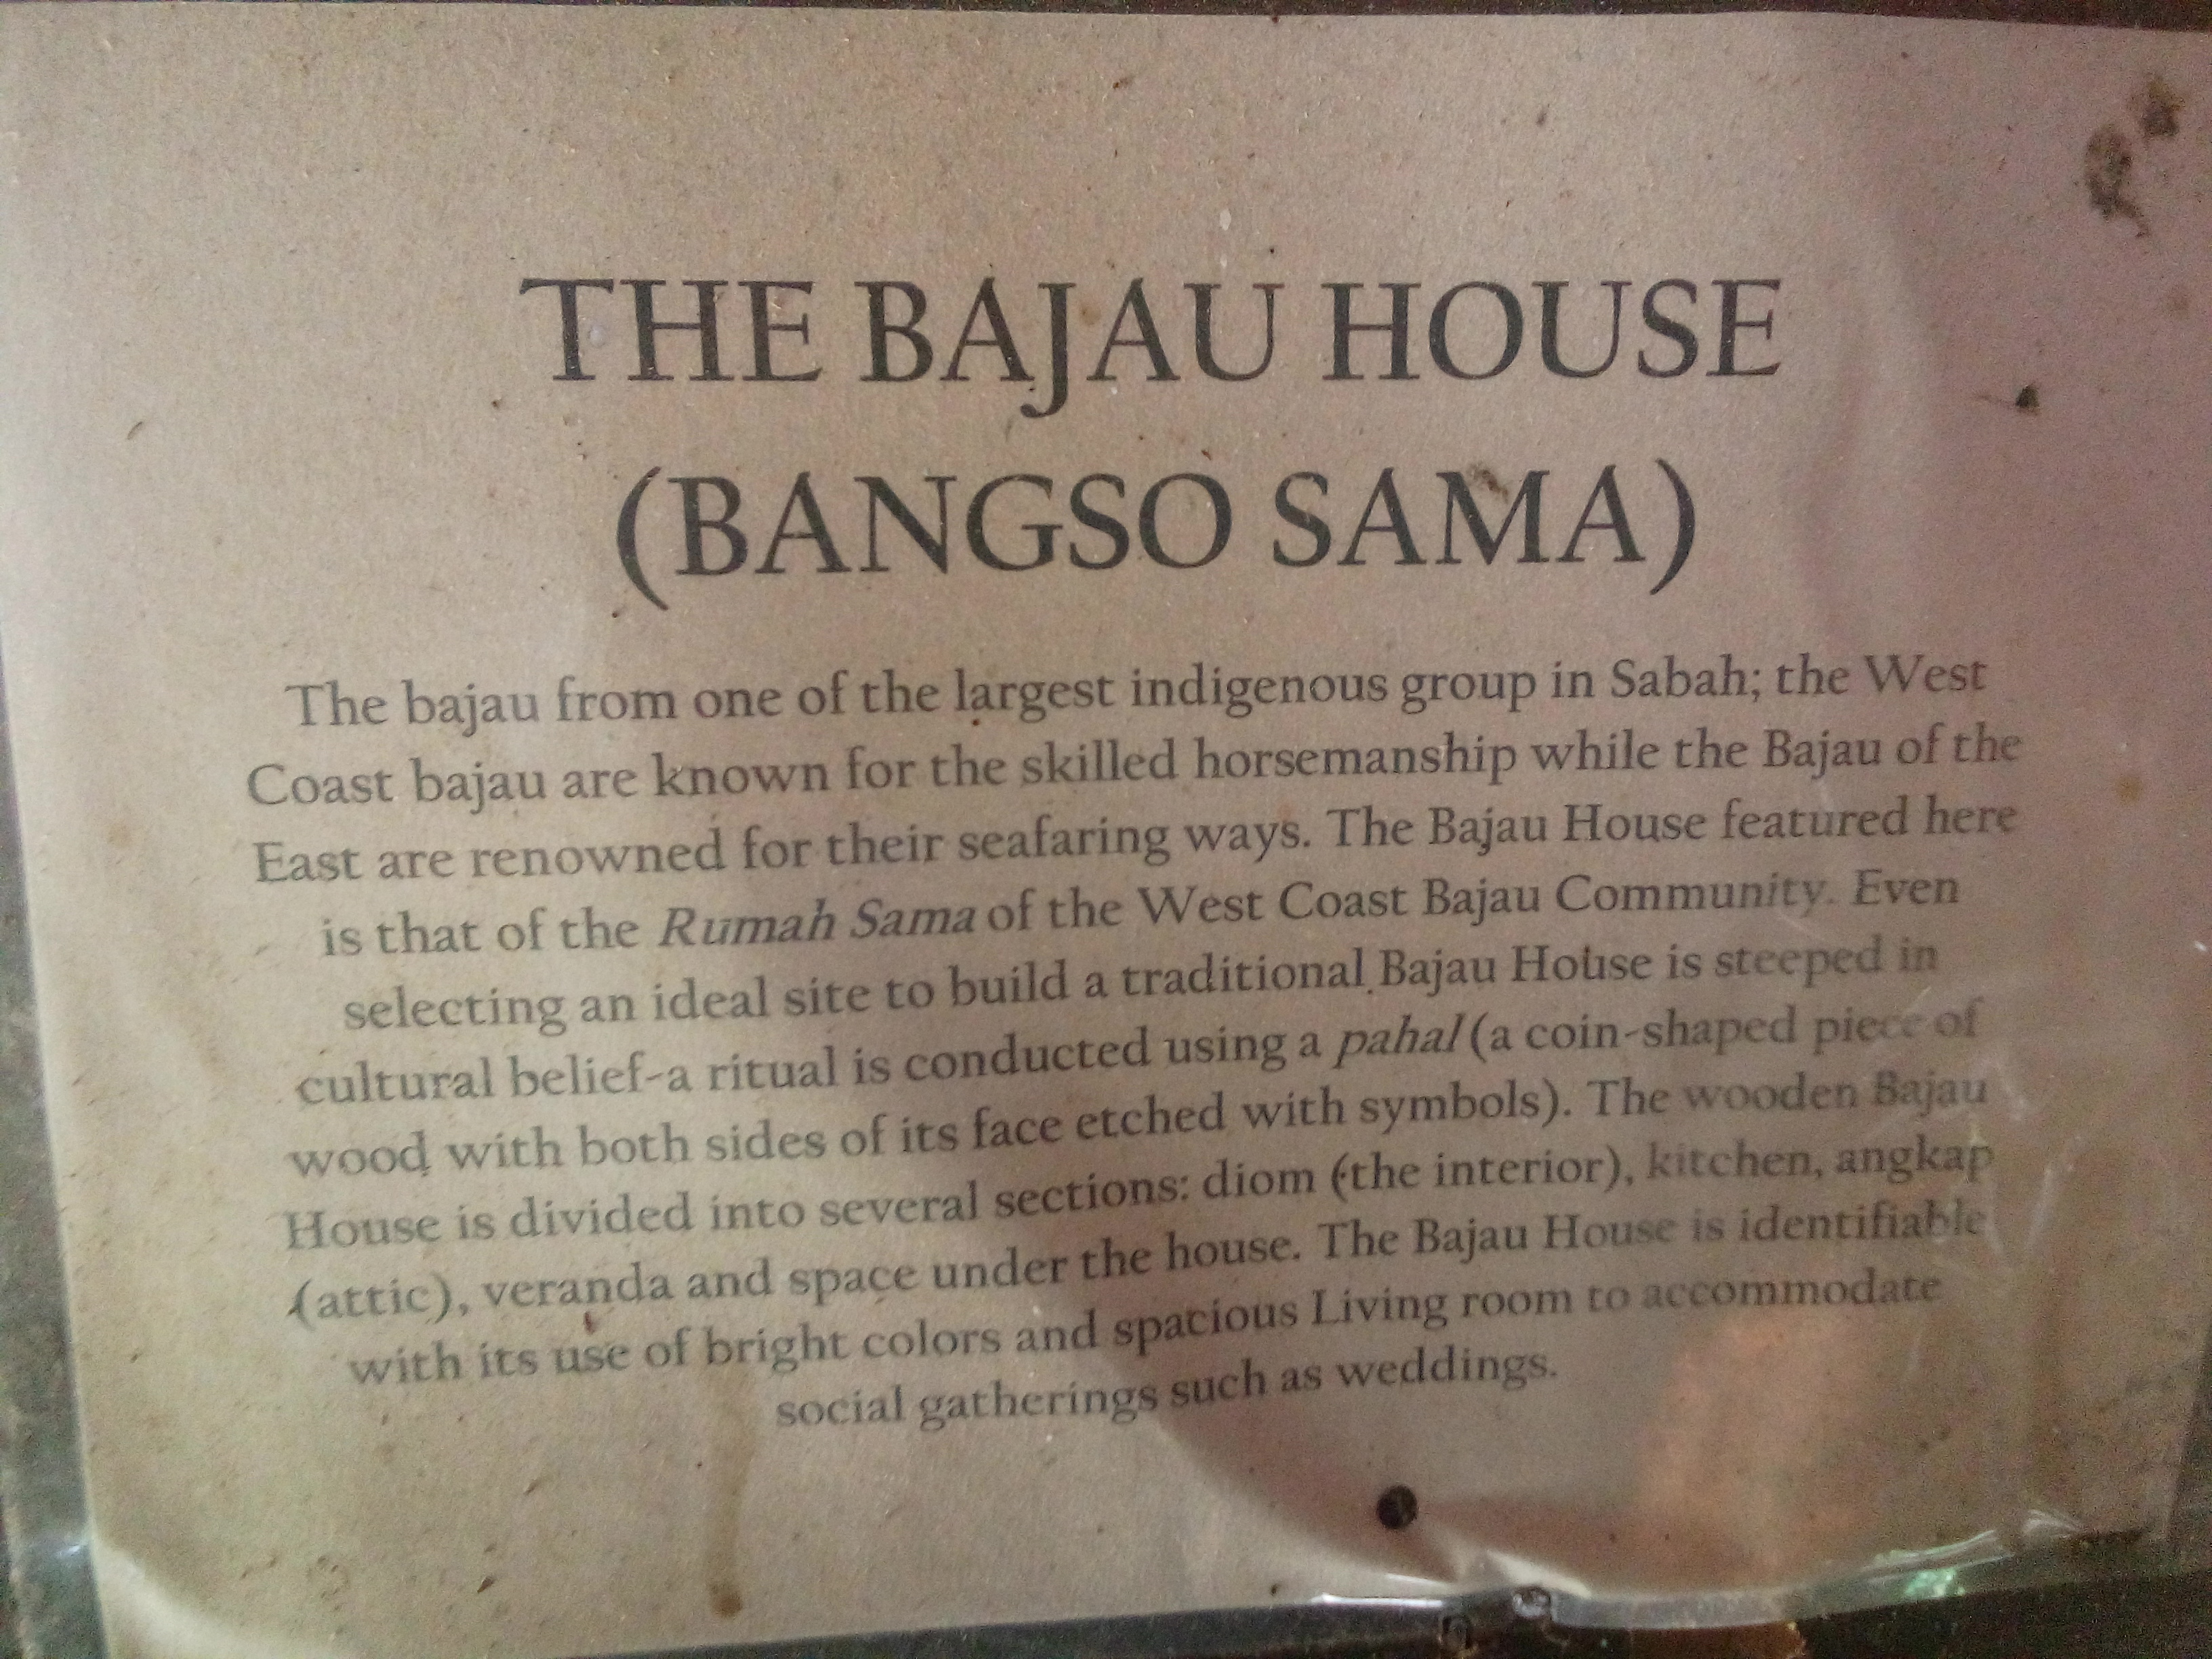 THE BAJAU HOUSE
(BANGSO SAMA)
The bajau from one of the largest indigenous group in Sabah; the West
Coast bajau are known for the skilled horsemanship while the Bajau of the
East are renowned for their seafaring ways. The Bajau House featured here
is that of the Rumah Sama of the West Coast Bajau Community. Even
selecting an ideal site to build a traditional Bajau House is steeped in
cultural belief-a ritual is conducted using a pahal (a coin-shaped piece of
wood with both sides of its face etched with symbols). The wooden Bajau
House is divided into several sections: diom (the interior), kitchen, angkap
(attic), veranda and space under the house. The Bajau House is identifiable
with its use of bright colors and spacious Living room to accommodate
social gatherings such as weddings.